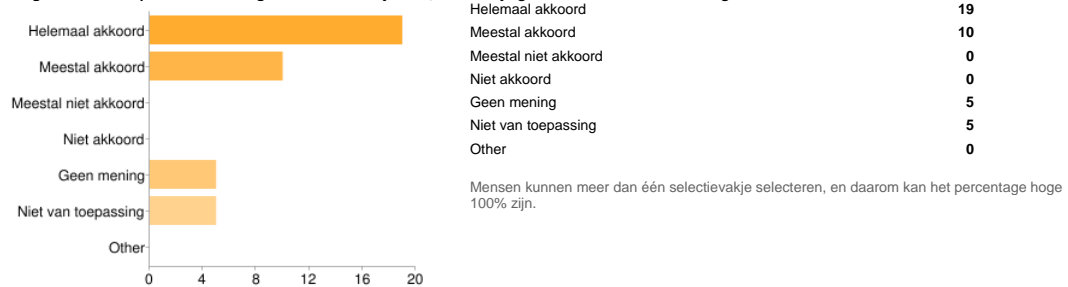 Helemaal akkoord
Meestal akkoord
Meestal niet akkoord
Niet akkoord
Geen mening
Niet van toepassing
Other
0 4 8 12 16 20
Helemaal akkoord 19
Meestal akkoord 10
Meestal niet akkoord 0
Niet akkoord 0
Geen mening 5
Niet van toepassing 5
Other 0
Mensen kunnen meer dan één selectievakje selecteren, en daarom kan het percentage hoge
100% zijn.